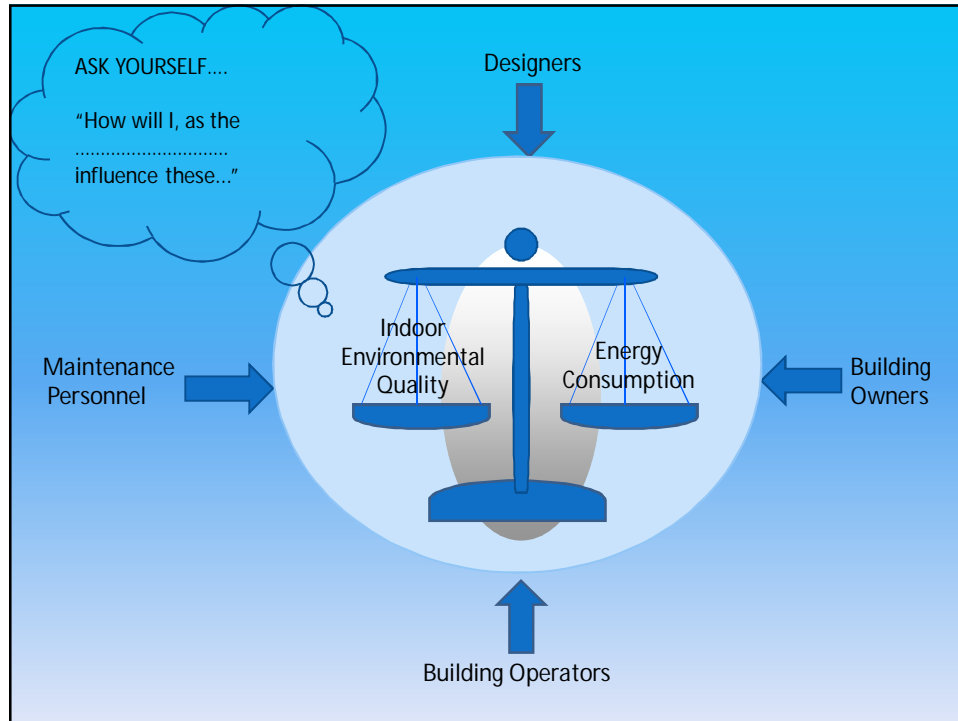 ASK YOURSELF....
“How will I, as the
.............................
influence these...”
Designers
Indoor
Environmental
Quality
Energy
Consumption
Maintenance
Personnel
Building
Owners
Building Operators